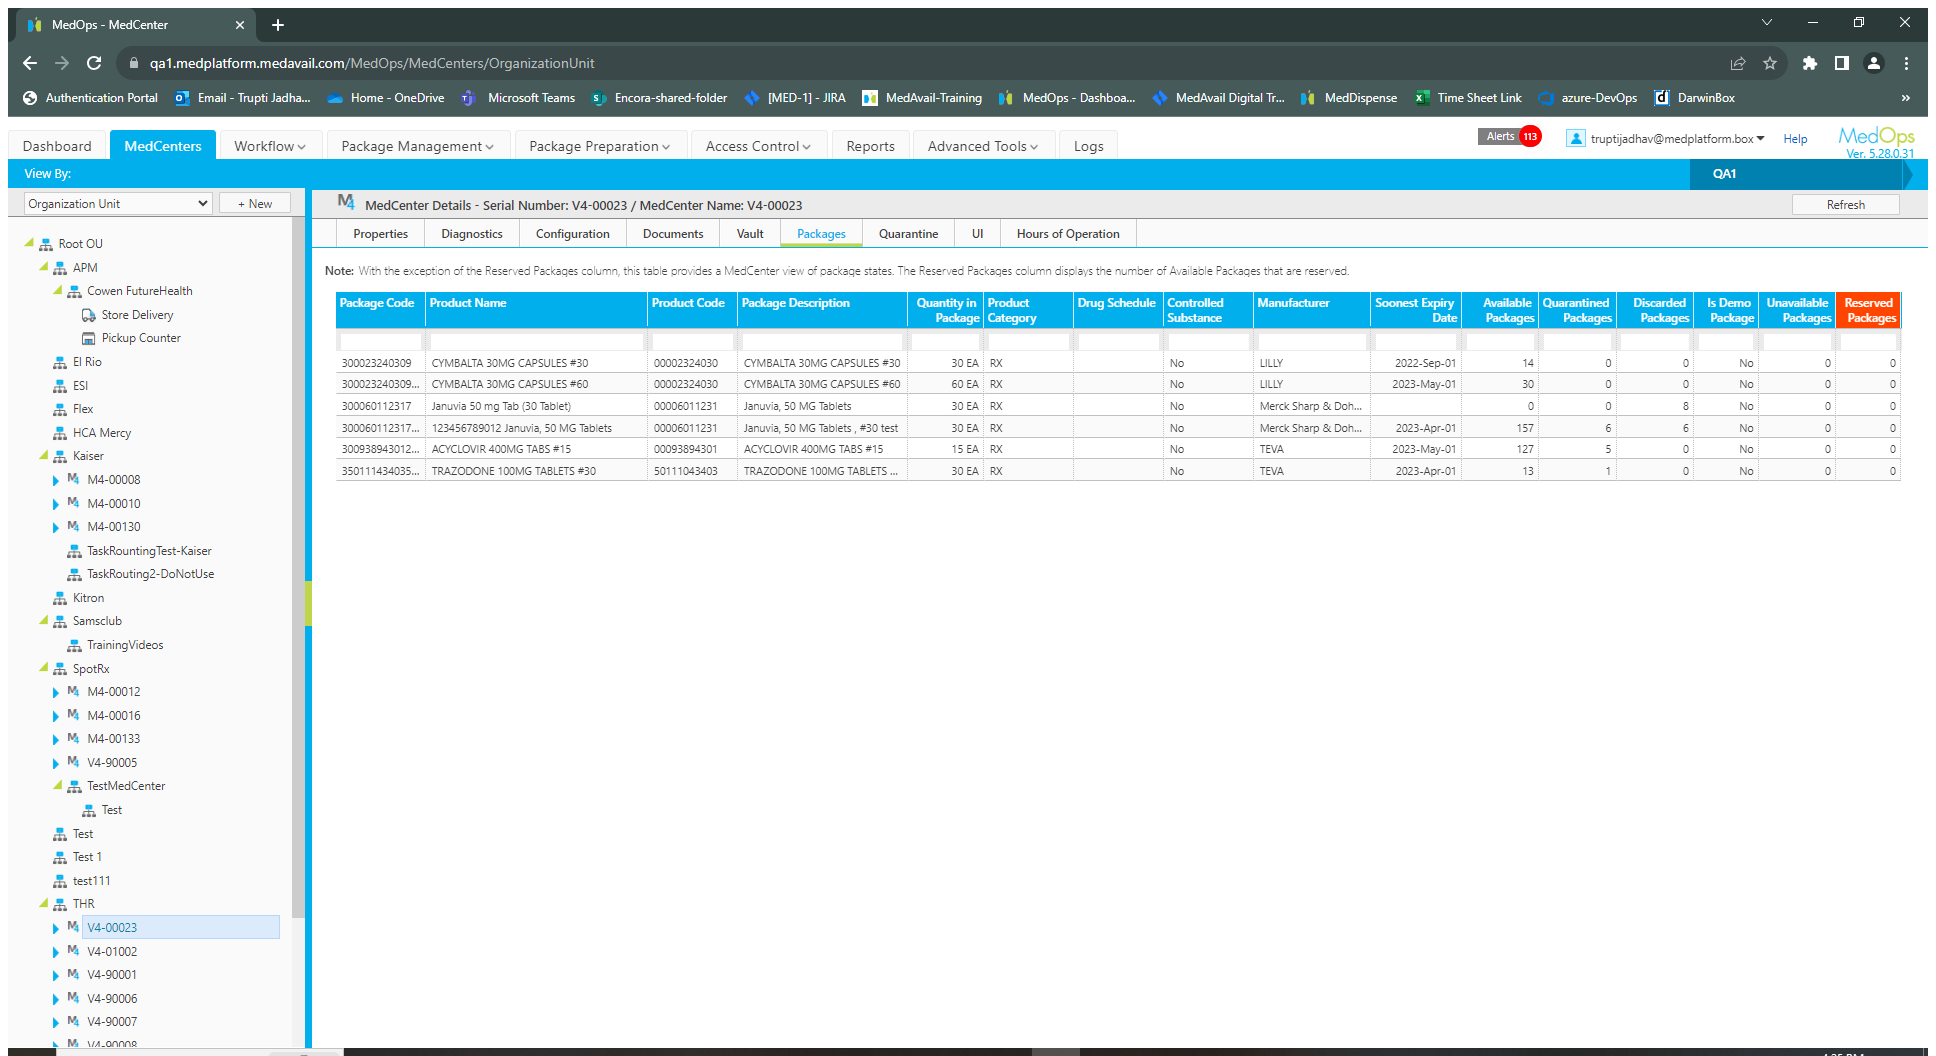 MedOps - MedCenter
qa1.medplatform.medavail.com/MedOps/MedCenters/OrganizationUnit
Authentication Portal Email - Trupti Jadha... Home - OneDrive Microsoft Teams Encora-shared-folder [MED-1] - JIRA MedAvail-Training MedOps - Dashboa... MedAvail Digital Tr... MedDispense Time Sheet Link azure-DevOps DarwinBox »
Dashboard MedCenters Workflow Package Management Package Preparation Access Control Reports Advanced Tools Logs Alerts 113 truptijadhav@medplatform.box Help MedOps
Ver. 5.28.0.31
View By: QA1
Organization Unit + New
MedCenter Details - Serial Number: V4-00023 / MedCenter Name: V4-00023 Refresh
Properties Diagnostics Configuration Documents Vault Packages Quarantine UI Hours of Operation
Note: With the exception of the Reserved Packages column, this table provides a MedCenter view of package states. The Reserved Packages column displays the number of Available Packages that are reserved.
Package Code Product Name Product Code Package Description Quantity in Package Product Category Drug Schedule Controlled Substance Manufacturer Soonest Expiry Date Available Packages Quarantined Packages Discarded Packages Is Demo Package Unavailable Packages Reserved Packages
300023240309 CYMBALTA 30MG CAPSULES #30 00002324030 CYMBALTA 30MG CAPSULES #30 30 EA RX No LILLY 2022-Sep-01 14 0 0 No 0 0
300023240309... CYMBALTA 30MG CAPSULES #60 00002324030 CYMBALTA 30MG CAPSULES #60 60 EA RX No LILLY 2023-May-01 30 0 0 No 0 0
300060112317 Januvia 50 mg Tab (30 Tablet) 00006011231 Januvia, 50 MG Tablets 30 EA RX No Merck Sharp & Doh... 0 0 8 No 0 0
300060112317... 123456789012 Januvia, 50 MG Tablets 00006011231 Januvia, 50 MG Tablets , #30 test 30 EA RX No Merck Sharp & Doh... 2023-Apr-01 157 6 6 No 0 0
300938943012... ACYCLOVIR 400MG TABS #15 00093894301 ACYCLOVIR 400MG TABS #15 15 EA RX No TEVA 2023-May-01 127 5 0 No 0 0
350111434035... TRAZODONE 100MG TABLETS #30 50111043403 TRAZODONE 100MG TABLETS ... 30 EA RX No TEVA 2023-Apr-01 13 1 0 No 0 0
Root OU
APM
Cowen FutureHealth
Store Delivery
Pickup Counter
El Rio
ESI
Flex
HCA Mercy
Kaiser
M4-00008
M4-00010
M4-00130
TaskRountingTest-Kaiser
TaskRouting2-DoNotUse
Kitron
Samsclub
TrainingVideos
SpotRx
M4-00012
M4-00016
M4-00133
V4-90005
TestMedCenter
Test
Test
Test 1
test111
THR
V4-00023
V4-01002
V4-90001
V4-90006
V4-90007
V4-90008